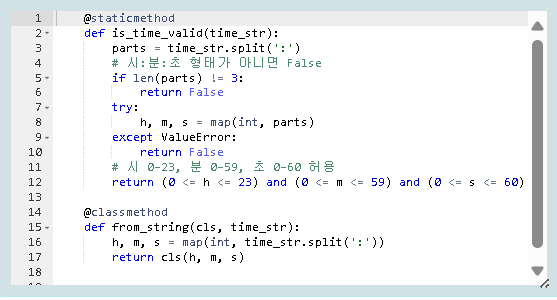 1 @staticmethod
2 def is_time_valid(time_str):
3 parts = time_str.split(':')
4 # 시:분:초 형태가 아니면 False
5 if len(parts) != 3:
6 return False
7 try:
8 h, m, s = map(int, parts)
9 except ValueError:
10 return False
11 # 시 0-23, 분 0-59, 초 0-60 허용
12 return (0 <= h <= 23) and (0 <= m <= 59) and (0 <= s <= 60)
13
14 @classmethod
15 def from_string(cls, time_str):
16 h, m, s = map(int, time_str.split(':'))
17 return cls(h, m, s)
18